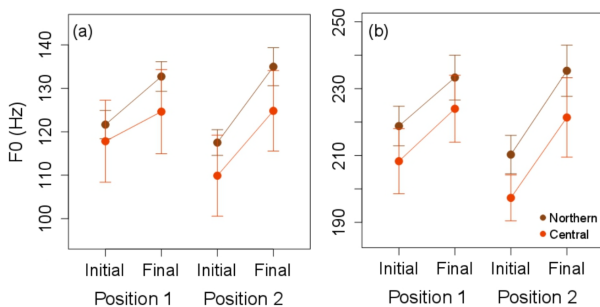 (a)
F0 (Hz)
140
130
120
110
100
Initial Final Initial Final
Position 1 Position 2
(b)
250
230
210
190
Northern
Central
Initial Final Initial Final
Position 1 Position 2